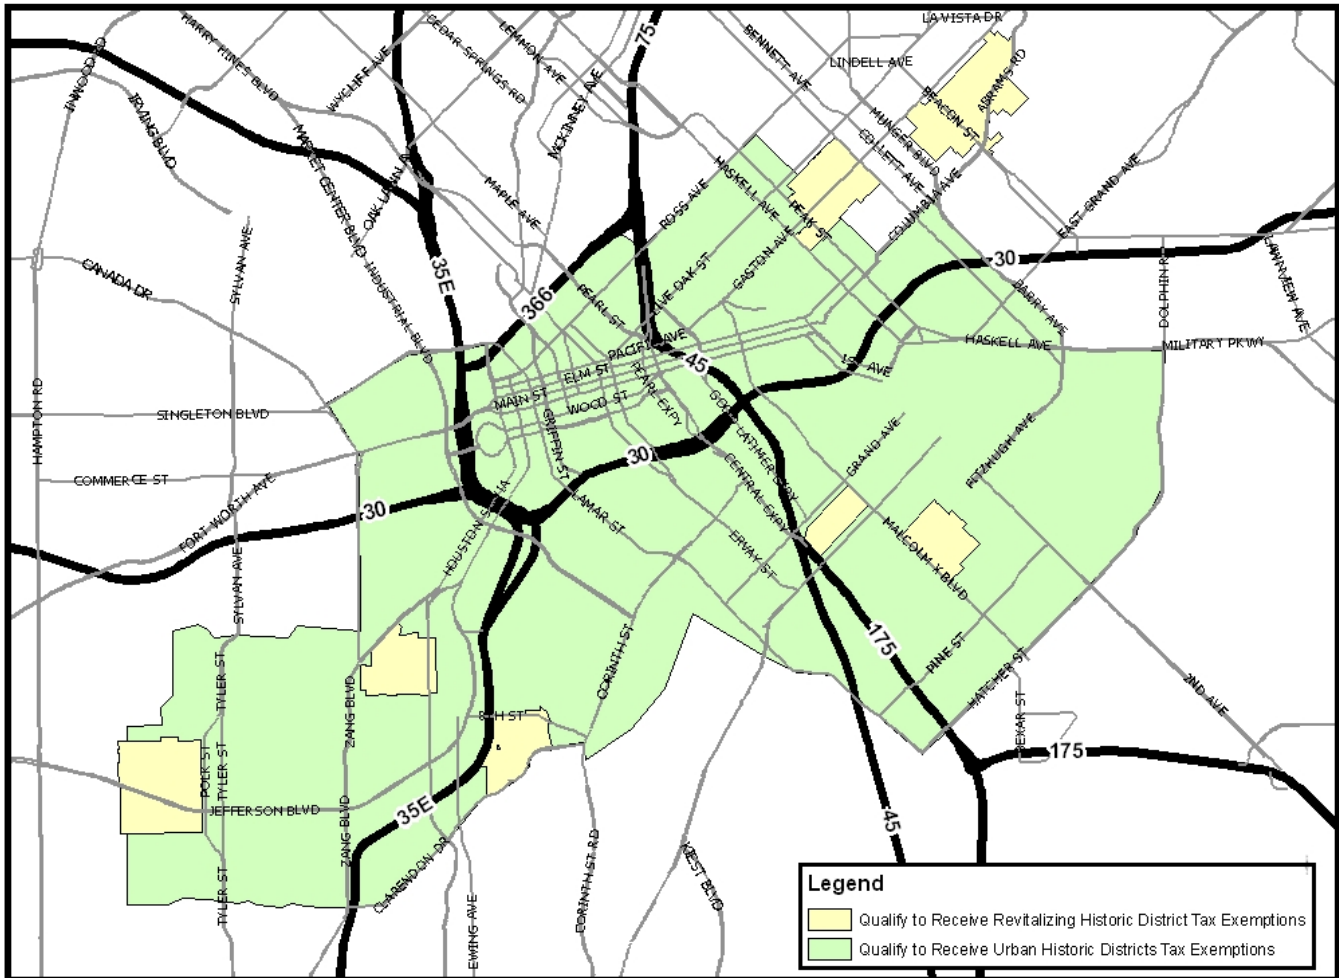 LA VISTA DR
75
HARRY HINES BLVD
CEDAR SPRINGS RD
LEMMON AVE
BENNETT AVE
INWOOD RD
WYCLIFF AVE
LINDELL AVE
MCKINNEY AVE
ABRAMS RD
IRVING BLVD
BEACON ST
MUNGER BLVD
MARKET CENTER BLVD
COLLETT AVE
OAK LAWN A
MAPLE AVE
HASKELL AVE
ROSS AVE
PEAK ST
COLUMBIA AVE
EAST GRAND AVE
SYLVAN AVE
CANADA DR
35E
INDUSTRIAL BLVD
GASTON AVE
LIVE OAK ST
30
LAWNVIEW AVE
BARRY AVE
DOLPHIN R
366
PEARL ST
PACIFIC AVE
HASKELL AVE
MILITARY PKWY
45
1ST AVE
ELM ST
PEARL EXPY
HAMPTON RD
SINGLETON BLVD
MAIN ST
WOOD ST
GRIFFIN ST
GOOD LATIMER EXPY
GRAND AVE
FITZHUGH AVE
COMMERCE ST
30
CENTRAL EXPY
FORT WORTH AVE
30
LAMAR ST
MALCOLM X BLVD
ERVAY ST
SYLVAN AVE
CORINTH ST
175
PINE ST
HATCHER ST
TYLER ST
ZANG BLVD
8TH ST
2ND AVE
POLK ST
TYLER ST
175
JEFFERSON BLVD
35E
45
ZANG BLVD
CLARENDON DR
KIEST BLVD
CORINTH ST RD
TYLER ST
EWING AVE
Legend
Qualify to Receive Revitalizing Historic District Tax Exemptions
Qualify to Receive Urban Historic Districts Tax Exemptions